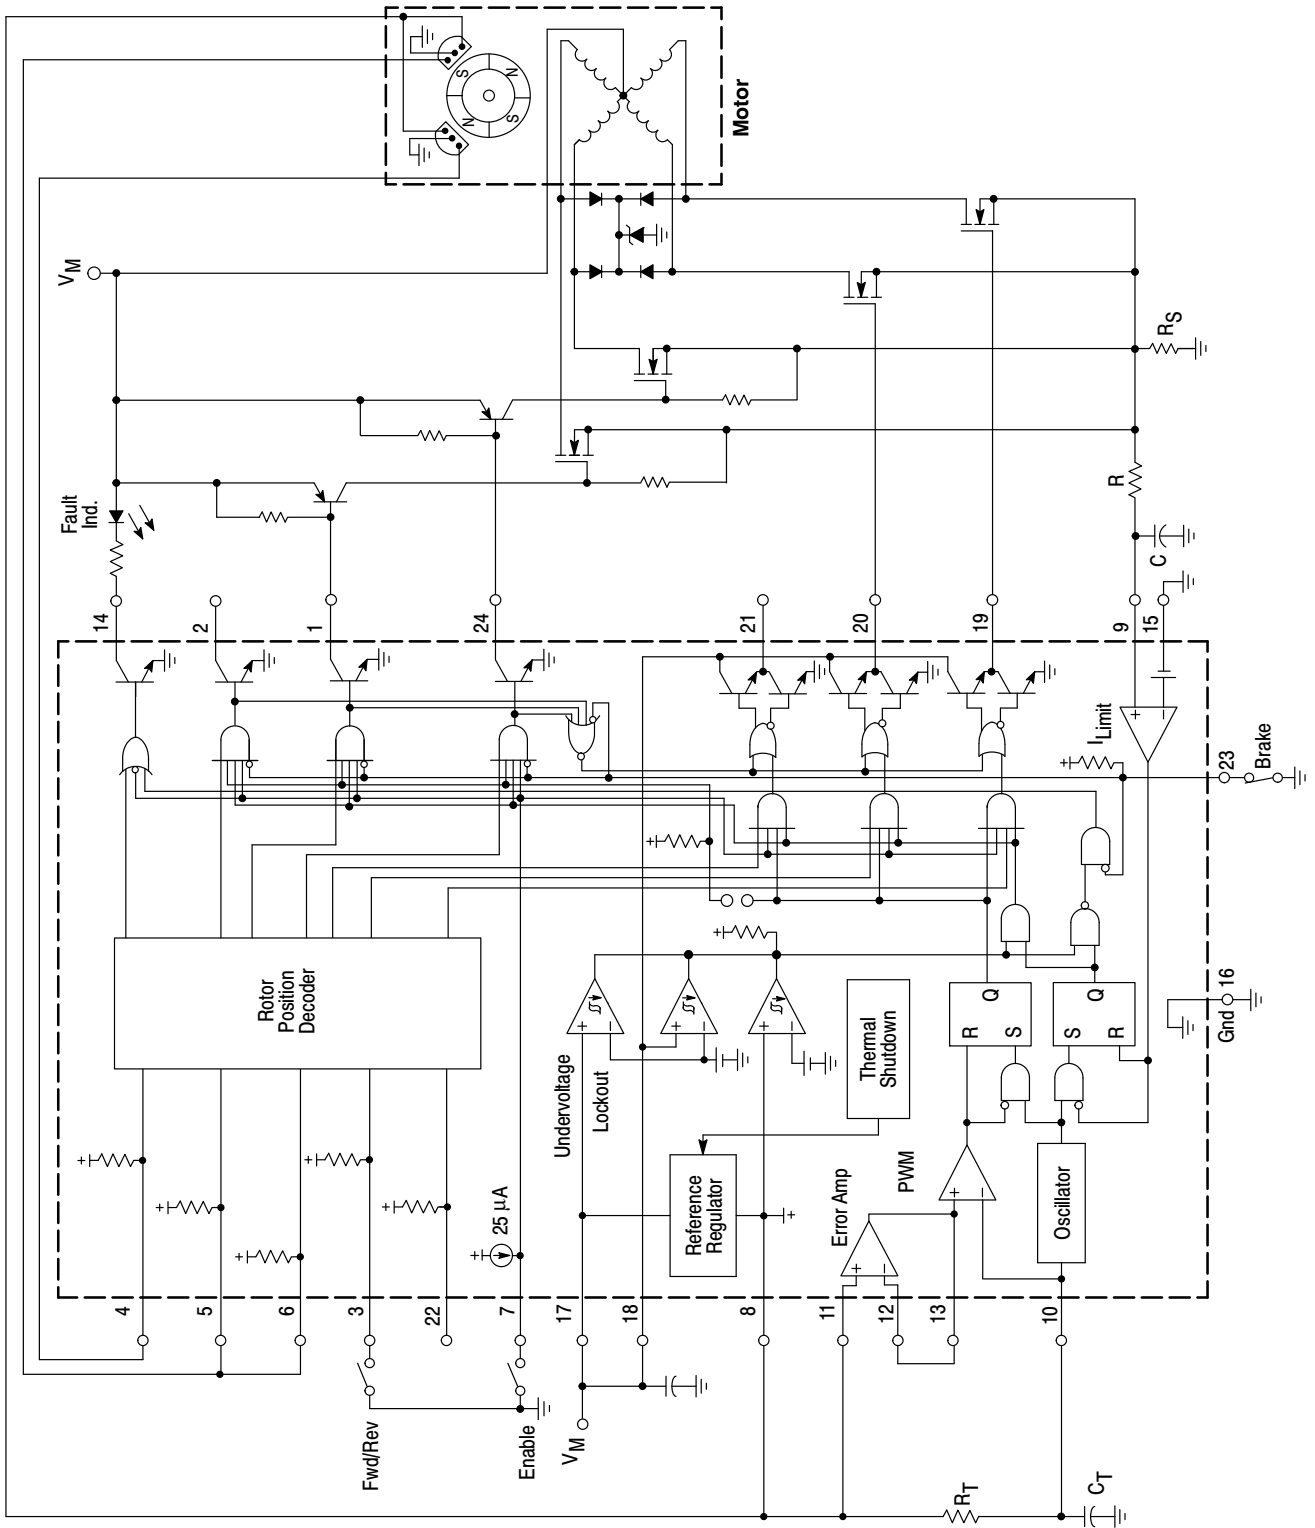 S
N
N
S
Motor
VM
Fault
Ind.
14
2
1
24
21
20
19
9
15
R
C
RS
ILimit
+
+
–
23
Brake
+
+
Rotor
Position
Decoder
Undervoltage
Lockout
+
–
+
–
+
–
Thermal
Shutdown
R
Q
S
S
Q
R
Gnd 16
+
+
+
+
+
+
25 µA
Reference
Regulator
+
Error Amp
+
–
PWM
+
–
Oscillator
4
5
6
3
22
7
17
18
8
11
12
13
10
Fwd/Rev
Enable
VM
RT
CT